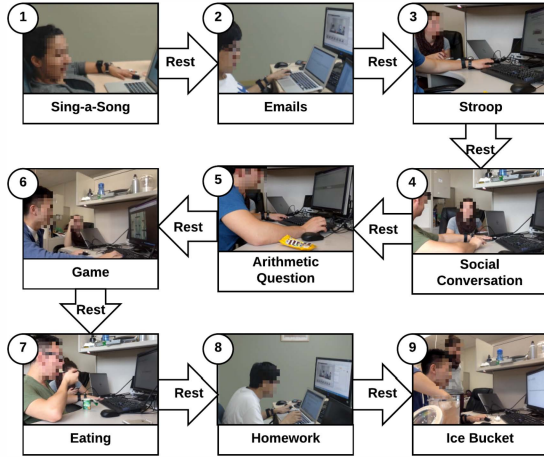 1
Sing-a-Song
Rest
2
Emails
Rest
3
Stroop
Rest
4
Social
Conversation
Rest
5
Arithmetic
Question
Rest
6
Game
Rest
7
Eating
Rest
8
Homework
Rest
9
Ice Bucket